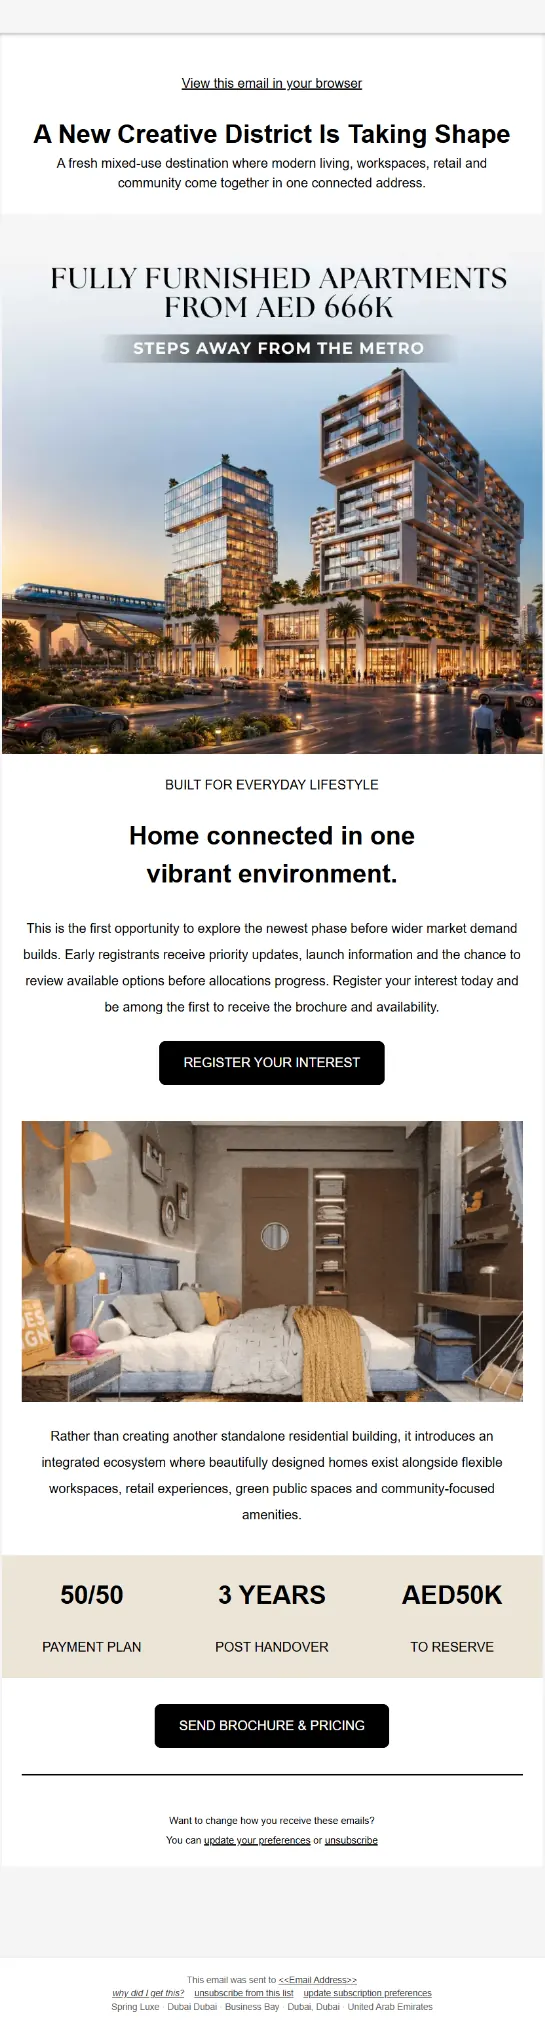 View this email in your browser
A New Creative District Is Taking Shape
A fresh mixed-use destination where modern living, workspaces, retail and
community come together in one connected address.
FULLY FURNISHED APARTMENTS
FROM AED 666K
STEPS AWAY FROM THE METRO
BUILT FOR EVERYDAY LIFESTYLE
Home connected in one
vibrant environment.
This is the first opportunity to explore the newest phase before wider market demand
builds. Early registrants receive priority updates, launch information and the chance to
review available options before allocations progress. Register your interest today and
be among the first to receive the brochure and availability.
REGISTER YOUR INTEREST
DES
IGN
Rather than creating another standalone residential building, it introduces an
integrated ecosystem where beautifully designed homes exist alongside flexible
workspaces, retail experiences, green public spaces and community-focused
amenities.
50/50 3 YEARS AED50K
PAYMENT PLAN POST HANDOVER TO RESERVE
SEND BROCHURE & PRICING
Want to change how you receive these emails?
You can update your preferences or unsubscribe
This email was sent to <<Email Address>>
why did I get this? unsubscribe from this list update subscription preferences
Spring Luxe · Dubai Dubai · Business Bay · Dubai, Dubai · United Arab Emirates